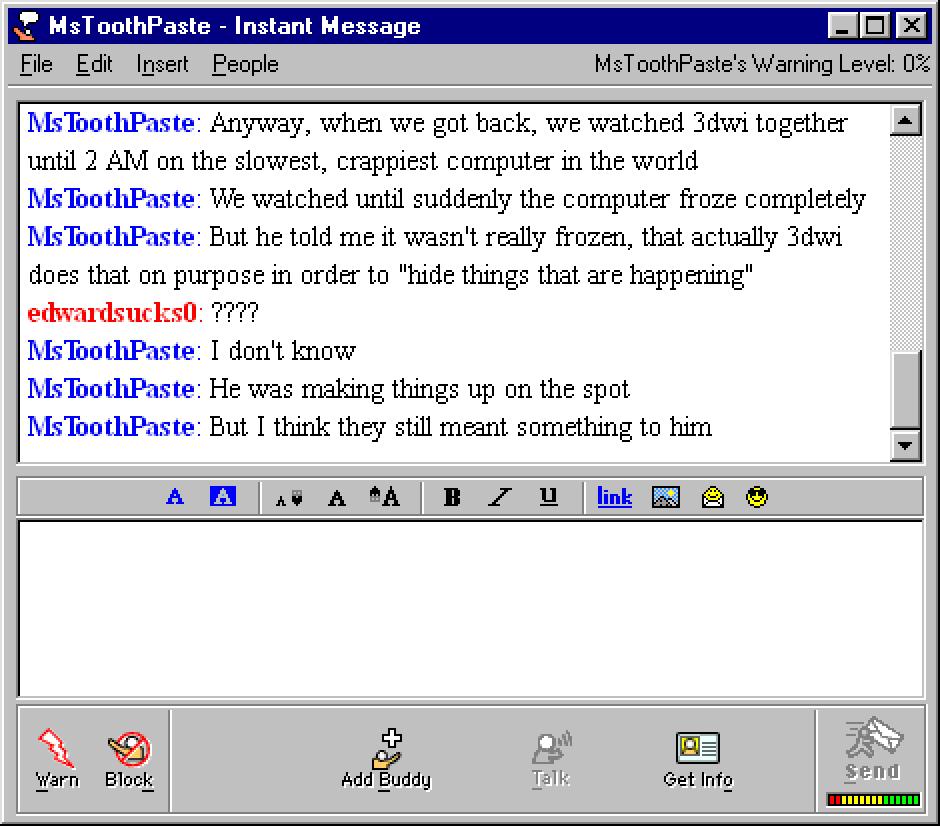 MsToothPaste - Instant Message
File Edit Insert People MsToothPaste's Warning Level: 0%
MsToothPaste: Anyway, when we got back, we watched 3dwi together
until 2 AM on the slowest, crappiest computer in the world
MsToothPaste: We watched until suddenly the computer froze completely
MsToothPaste: But he told me it wasn't really frozen, that actually 3dwi
does that on purpose in order to "hide things that are happening"
edwardsucks0: ????
MsToothPaste: I don't know
MsToothPaste: He was making things up on the spot
MsToothPaste: But I think they still meant something to him
A A A A A B I U link
Warn Block Add Buddy Talk Get Info Send